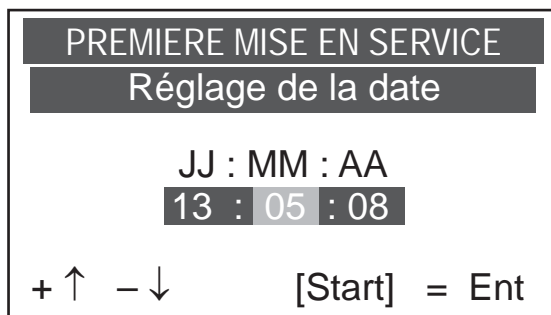 PREMIERE MISE EN SERVICE
Réglage de la date
JJ : MM : AA
13 : 05 : 08
+ ↑ – ↓ [Start] = Ent